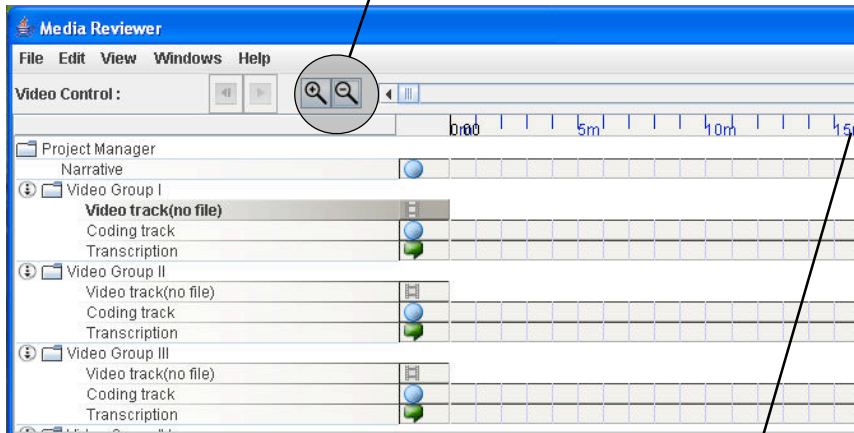 Media Reviewer
File Edit View Windows Help
Video Control :
5m 10m
Project Manager
Narrative
Video Group I
Video track(no file)
Coding track
Transcription
Video Group II
Video track(no file)
Coding track
Transcription
Video Group III
Video track(no file)
Coding track
Transcription